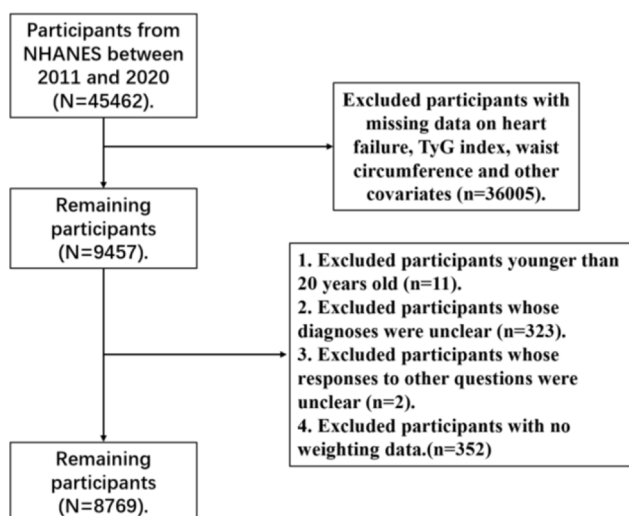 Participants from
NHANES between
2011 and 2020
(N=45462).
Excluded participants with
missing data on heart
failure, TyG index, waist
circumference and other
covariates (n=36005).
Remaining
participants
(N=9457).
1. Excluded participants younger than
20 years old (n=11).
2. Excluded participants whose
diagnoses were unclear (n=323).
3. Excluded participants whose
responses to other questions were
unclear (n=2).
4. Excluded participants with no
weighting data.(n=352)
Remaining
participants
(N=8769).